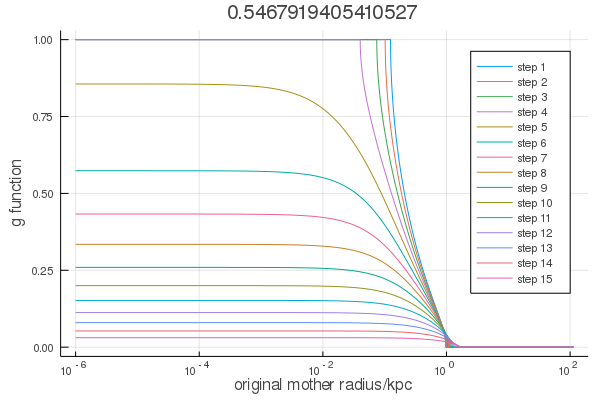 0.5467919405410527
1.00
0.75
0.50
0.25
0.00
g function
10^-6
10^-4
10^-2
10^0
10^2
original mother radius/kpc
step 1
step 2
step 3
step 4
step 5
step 6
step 7
step 8
step 9
step 10
step 11
step 12
step 13
step 14
step 15